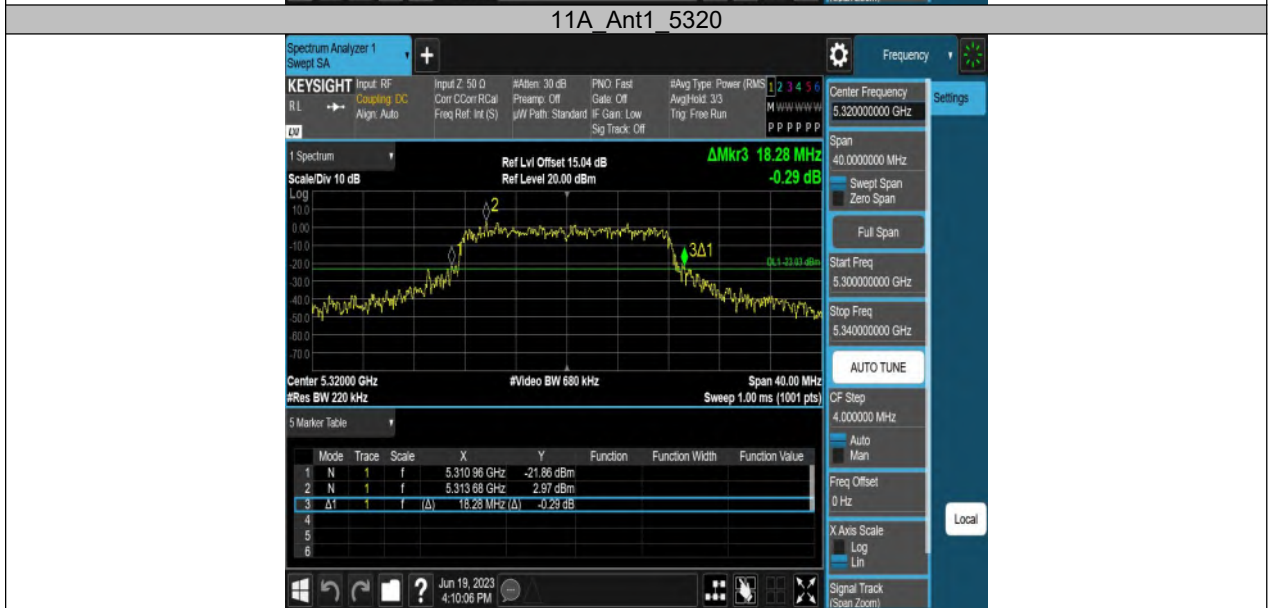 11A_Ant1_5320
Spectrum Analyzer 1
Swept SA
+
Frequency
KEYSIGHT
Input: RF
Input Z: 50 Ω
#Atten: 30 dB
PNO: Fast
#Avg Type: Power (RMS
1 2 3 4 5 6
RL
Coupling: DC
Corr CCorr RCal
Preamp: Off
Gate: Off
Avg|Hold: 3/3
M W W W W W
Align: Auto
Freq Ref: Int (S)
µW Path: Standard
IF Gain: Low
Trig: Free Run
LXI
Sig Track: Off
P P P P P P
Center Frequency
5.320000000 GHz
Settings
Span
40.0000000 MHz
Swept Span
Zero Span
Full Span
Start Freq
5.300000000 GHz
Stop Freq
5.340000000 GHz
AUTO TUNE
CF Step
4.000000 MHz
Auto
Man
Freq Offset
0 Hz
X Axis Scale
Log
Lin
Signal Track
(Span Zoom)
Local
1 Spectrum
Ref Lvl Offset 15.04 dB
ΔMkr3 18.28 MHz
Scale/Div 10 dB
Ref Level 20.00 dBm
-0.29 dB
Log
10.0
0.00
-10.0
-20.0
-30.0
-40.0
-50.0
-60.0
-70.0
2
1
3Δ1
DL1 -23.03 dBm
Center 5.32000 GHz
#Video BW 680 kHz
Span 40.00 MHz
#Res BW 220 kHz
Sweep 1.00 ms (1001 pts)
5 Marker Table
Mode Trace Scale X Y Function Function Width Function Value
1 N 1 f 5.310 96 GHz -21.86 dBm
2 N 1 f 5.313 68 GHz 2.97 dBm
3 Δ1 1 f (Δ) 18.28 MHz (Δ) -0.29 dB
4
5
6
?
Jun 19, 2023
4:10:06 PM